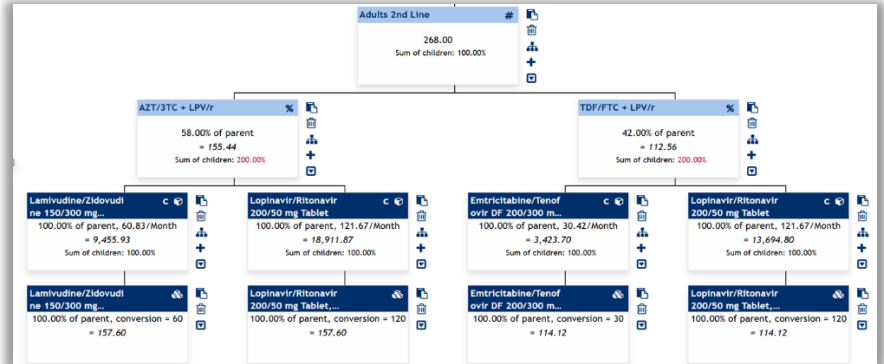 Adults 2nd Line #
268.00
Sum of children: 100.00%
AZT/3TC + LPV/r %
58.00% of parent
= 155.44
Sum of children: 200.00%
TDF/FTC + LPV/r %
42.00% of parent
= 112.56
Sum of children: 200.00%
Lamivudine/Zidovudi C
ne 150/300 mg...
100.00% of parent, 60.83/Month
= 9,455.93
Sum of children: 100.00%
Lopinavir/Ritonavir C
200/50 mg Tablet
100.00% of parent, 121.67/Month
= 18,911.87
Sum of children: 100.00%
Emtricitabine/Tenof C
ovir DF 200/300 mg...
100.00% of parent, 30.42/Month
= 3,423.70
Sum of children: 100.00%
Lopinavir/Ritonavir C
200/50 mg Tablet
100.00% of parent, 121.67/Month
= 13,694.80
Sum of children: 100.00%
Lamivudine/Zidovudi
ne 150/300 mg...
100.00% of parent, conversion = 60
= 157.60
Lopinavir/Ritonavir
200/50 mg Tablet,...
100.00% of parent, conversion = 120
= 157.60
Emtricitabine/Tenof
ovir DF 200/300 m...
100.00% of parent, conversion = 30
= 114.12
Lopinavir/Ritonavir
200/50 mg Tablet,...
100.00% of parent, conversion = 120
= 114.12